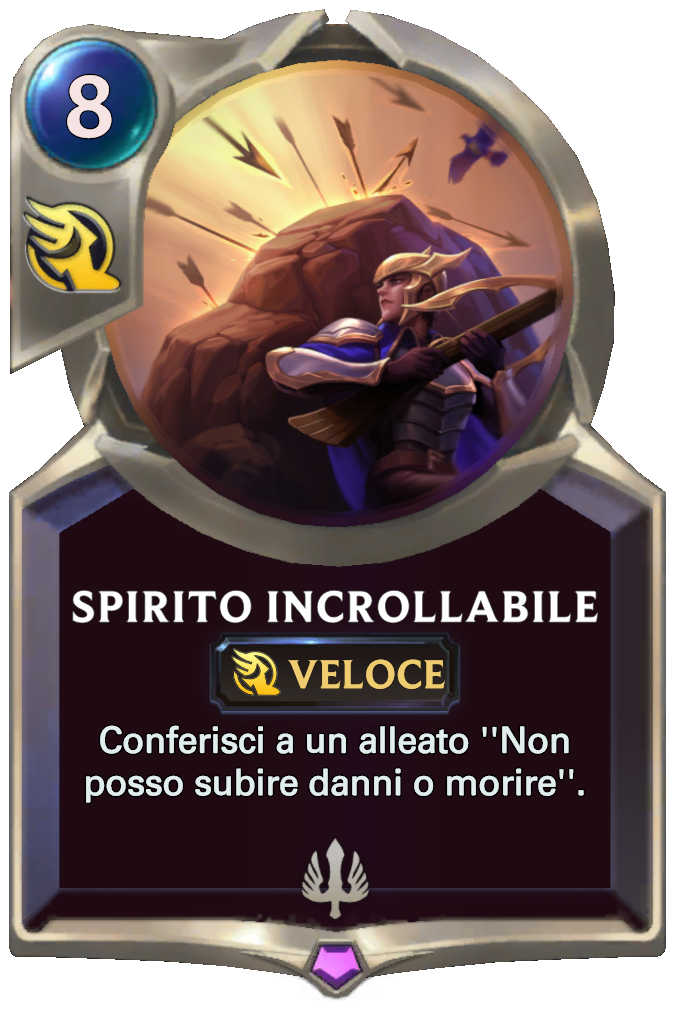 8
SPIRITO INCROLLABILE
VELOCE
Conferisci a un alleato ''Non
posso subire danni o morire''.